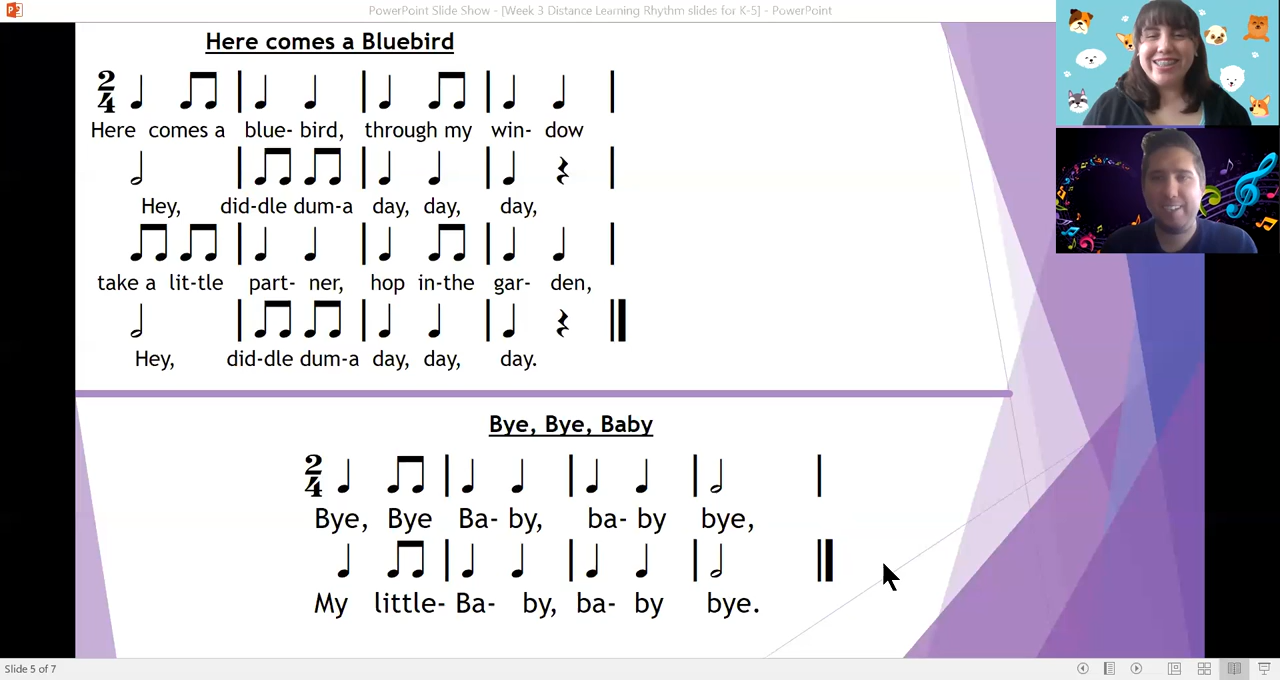 PowerPoint Slide Show - [Week 3 Distance Learning Rhythm slides for K-5] - PowerPoint
Here comes a Bluebird
2
4
Here comes a blue- bird, through my win- dow
Hey, did-dle dum-a day, day, day,
take a lit-tle part- ner, hop in-the gar- den,
Hey, did-dle dum-a day, day, day.
Bye, Bye, Baby
2
4
Bye, Bye Ba- by, ba- by bye,
My little- Ba- by, ba- by bye.
Slide 5 of 7